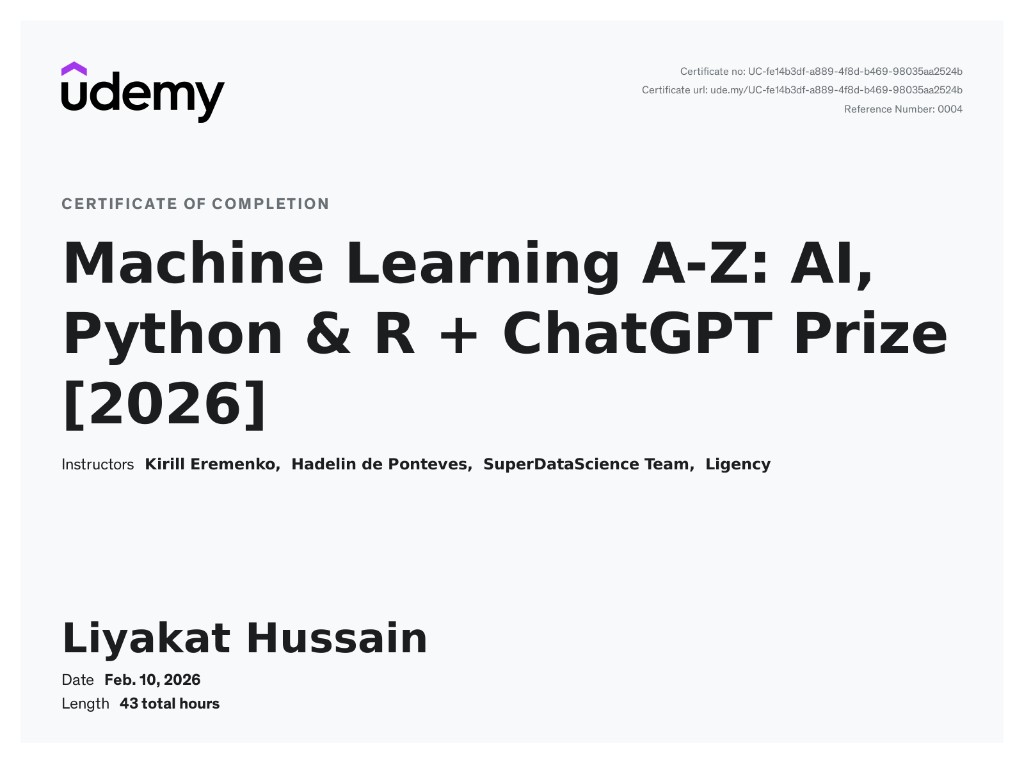 udemy
Certificate no: UC-fe14b3df-a889-4f8d-b469-98035aa2524b
Certificate url: ude.my/UC-fe14b3df-a889-4f8d-b469-98035aa2524b
Reference Number: 0004
CERTIFICATE OF COMPLETION
Machine Learning A-Z: AI,
Python & R + ChatGPT Prize
[2026]
Instructors Kirill Eremenko, Hadelin de Ponteves, SuperDataScience Team, Ligency
Liyakat Hussain
Date Feb. 10, 2026
Length 43 total hours